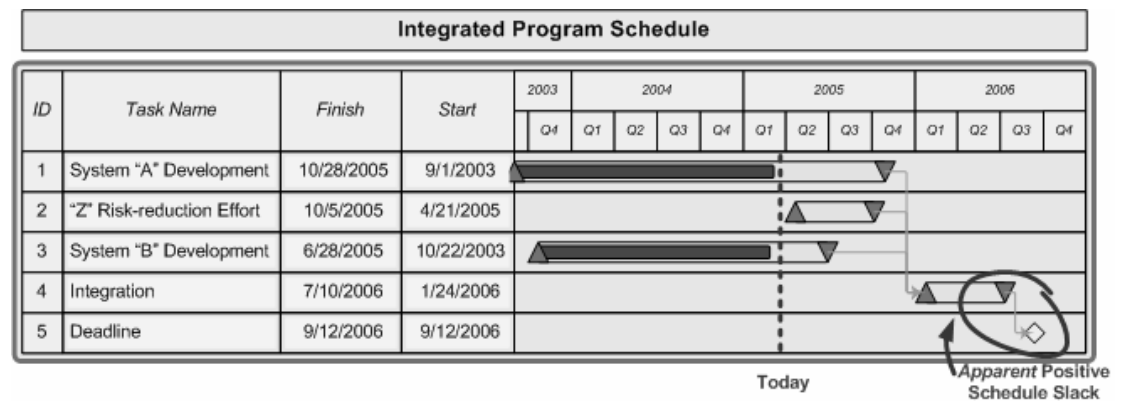 Integrated Program Schedule
ID Task Name Finish Start 2003 2004 2005 2006
Q4 Q1 Q2 Q3 Q4 Q1 Q2 Q3 Q4 Q1 Q2 Q3 Q4
1 System "A" Development 10/28/2005 9/1/2003
2 "Z" Risk-reduction Effort 10/5/2005 4/21/2005
3 System "B" Development 6/28/2005 10/22/2003
4 Integration 7/10/2006 1/24/2006
5 Deadline 9/12/2006 9/12/2006
Today
Apparent Positive
Schedule Slack